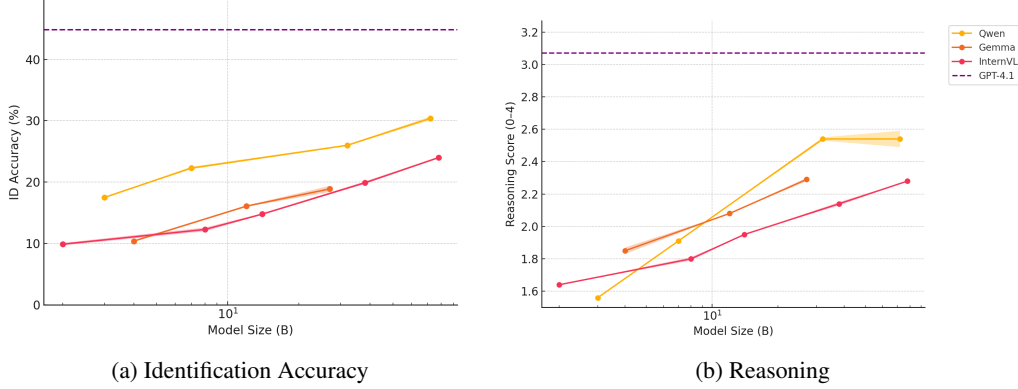 40
30
20
10
0
ID Accuracy (%)
10¹
Model Size (B)
(a) Identification Accuracy
3.2
3.0
2.8
2.6
2.4
2.2
2.0
1.8
1.6
Reasoning Score (0–4)
10¹
Model Size (B)
(b) Reasoning
Qwen
Gemma
InternVL
GPT-4.1